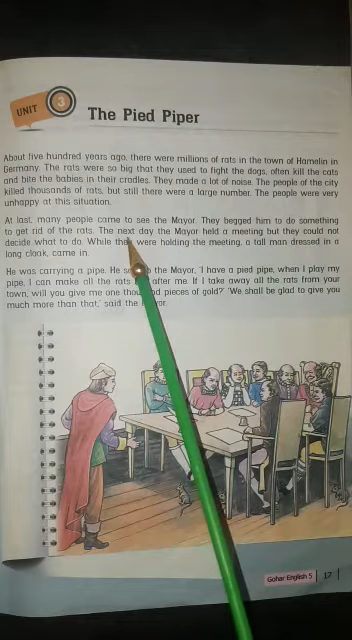 UNIT 3
The Pied Piper
About five hundred years ago, there were millions of rats in the town of Hamelin in
Germany. The rats were so big that they used to fight the dogs, often kill the cats
and bite the babies in their cradles. They made a lot of noise. The people of the city
killed thousands of rats, but still there were a large number. The people were very
unhappy at this situation.
At last, many people came to see the Mayor. They begged him to do something
to get rid of the rats. The next day the Mayor held a meeting but they could not
decide what to do. While they were holding the meeting, a tall man dressed in a
long cloak, came in.
He was carrying a pipe. He the Mayor, 'I have a pied pipe, when I play my
pipe, I can make all the rats after me. If I take away all the rats from your
town, will you give me one pieces of gold?' 'We shall be glad to give you
much more than that,' said the
Gohar English 5 17